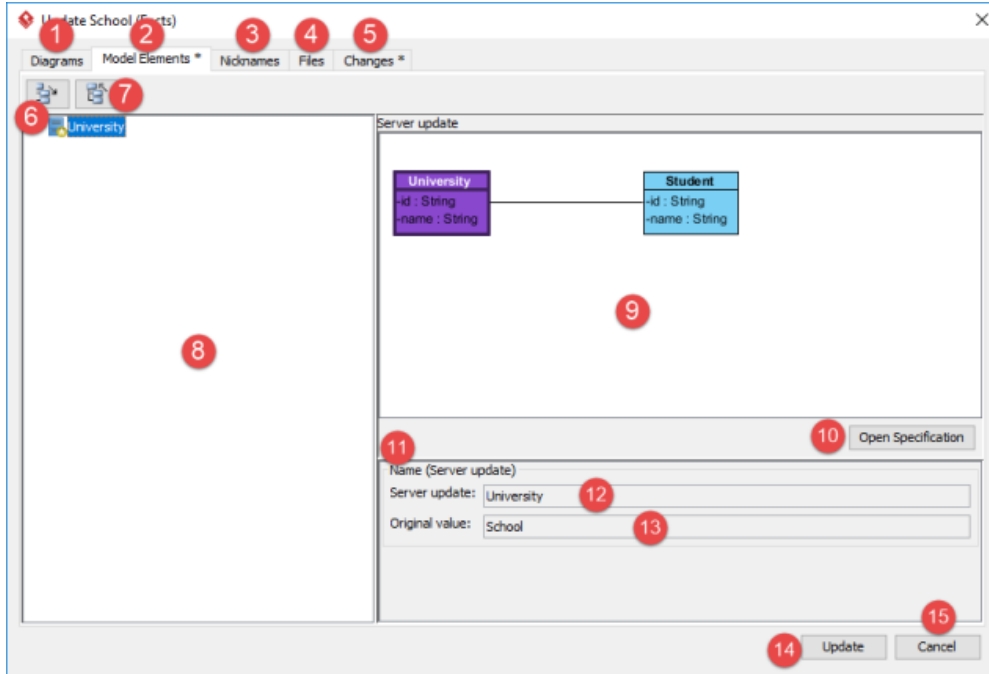 Update School (Facts)
1 2 3 4 5
Diagrams Model Elements * Nicknames Files Changes *
7
6 University
Server update
University Student
-id : String -id : String
-name : String -name : String
9
8
10 Open Specification
11
Name (Server update)
Server update: University 12
Original value: School 13
15
14 Update Cancel